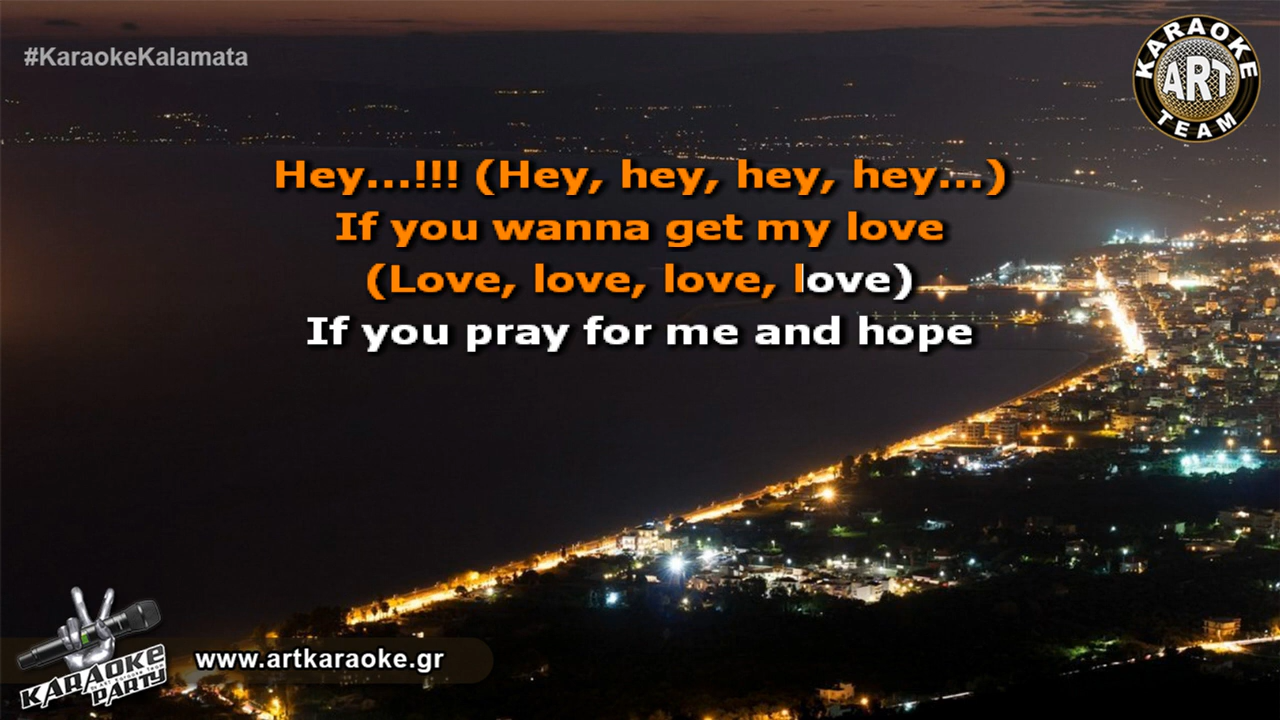 #KaraokeKalamata
KARAOKE
ART
TEAM
Hey...!!! (Hey, hey, hey, hey...)
If you wanna get my love
(Love, love, love, love)
If you pray for me and hope
KARAOKE
PARTY
www.artkaraoke.gr